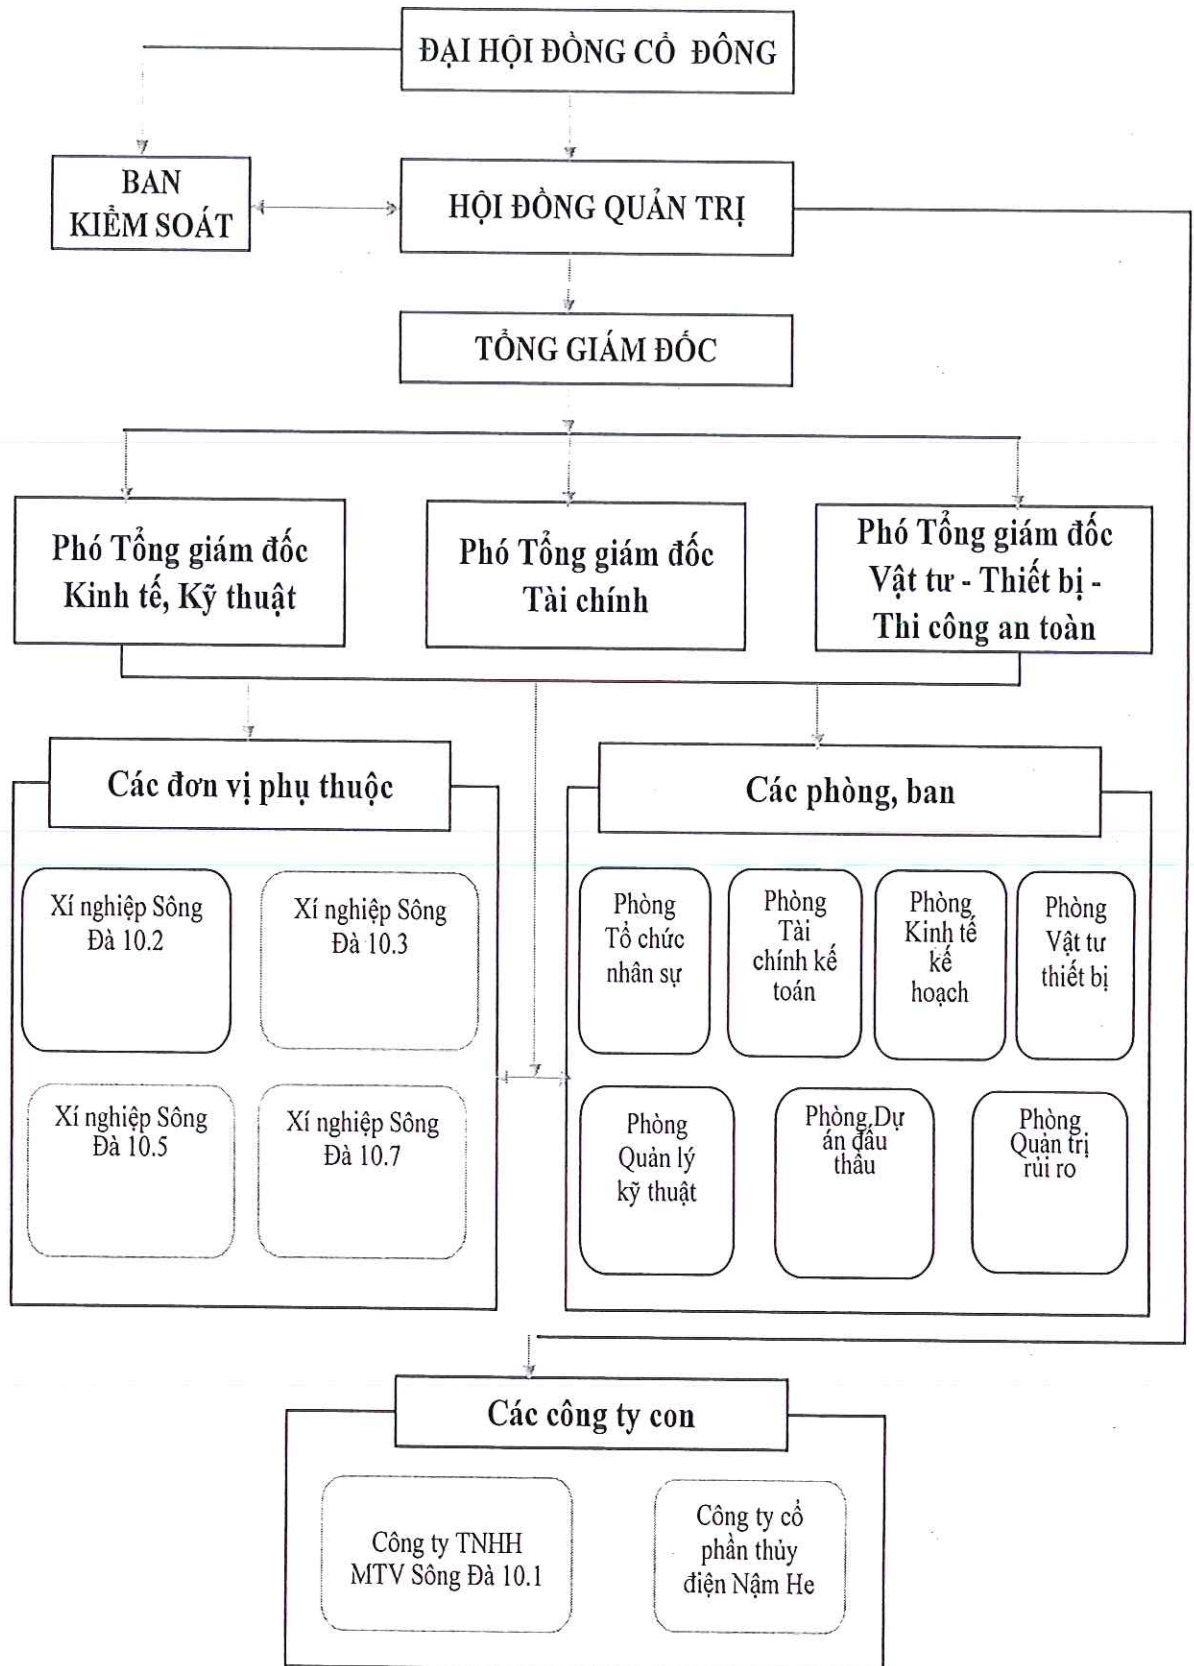 ĐẠI HỘI ĐỒNG CỔ ĐÔNG
BAN
KIỂM SOÁT
HỘI ĐỒNG QUẢN TRỊ
TỔNG GIÁM ĐỐC
Phó Tổng giám đốc
Kinh tế, Kỹ thuật
Phó Tổng giám đốc
Tài chính
Phó Tổng giám đốc
Vật tư - Thiết bị -
Thi công an toàn
Các đơn vị phụ thuộc
Xí nghiệp Sông
Đà 10.2
Xí nghiệp Sông
Đà 10.3
Xí nghiệp Sông
Đà 10.5
Xí nghiệp Sông
Đà 10.7
Các phòng, ban
Phòng
Tổ chức
nhân sự
Phòng
Tài
chính kế
toán
Phòng
Kinh tế
kế
hoạch
Phòng
Vật tư
thiết bị
Phòng
Quản lý
kỹ thuật
Phòng Dự
án đấu
thầu
Phòng
Quản trị
rủi ro
Các công ty con
Công ty TNHH
MTV Sông Đà 10.1
Công ty cổ
phần thủy
điện Nậm He